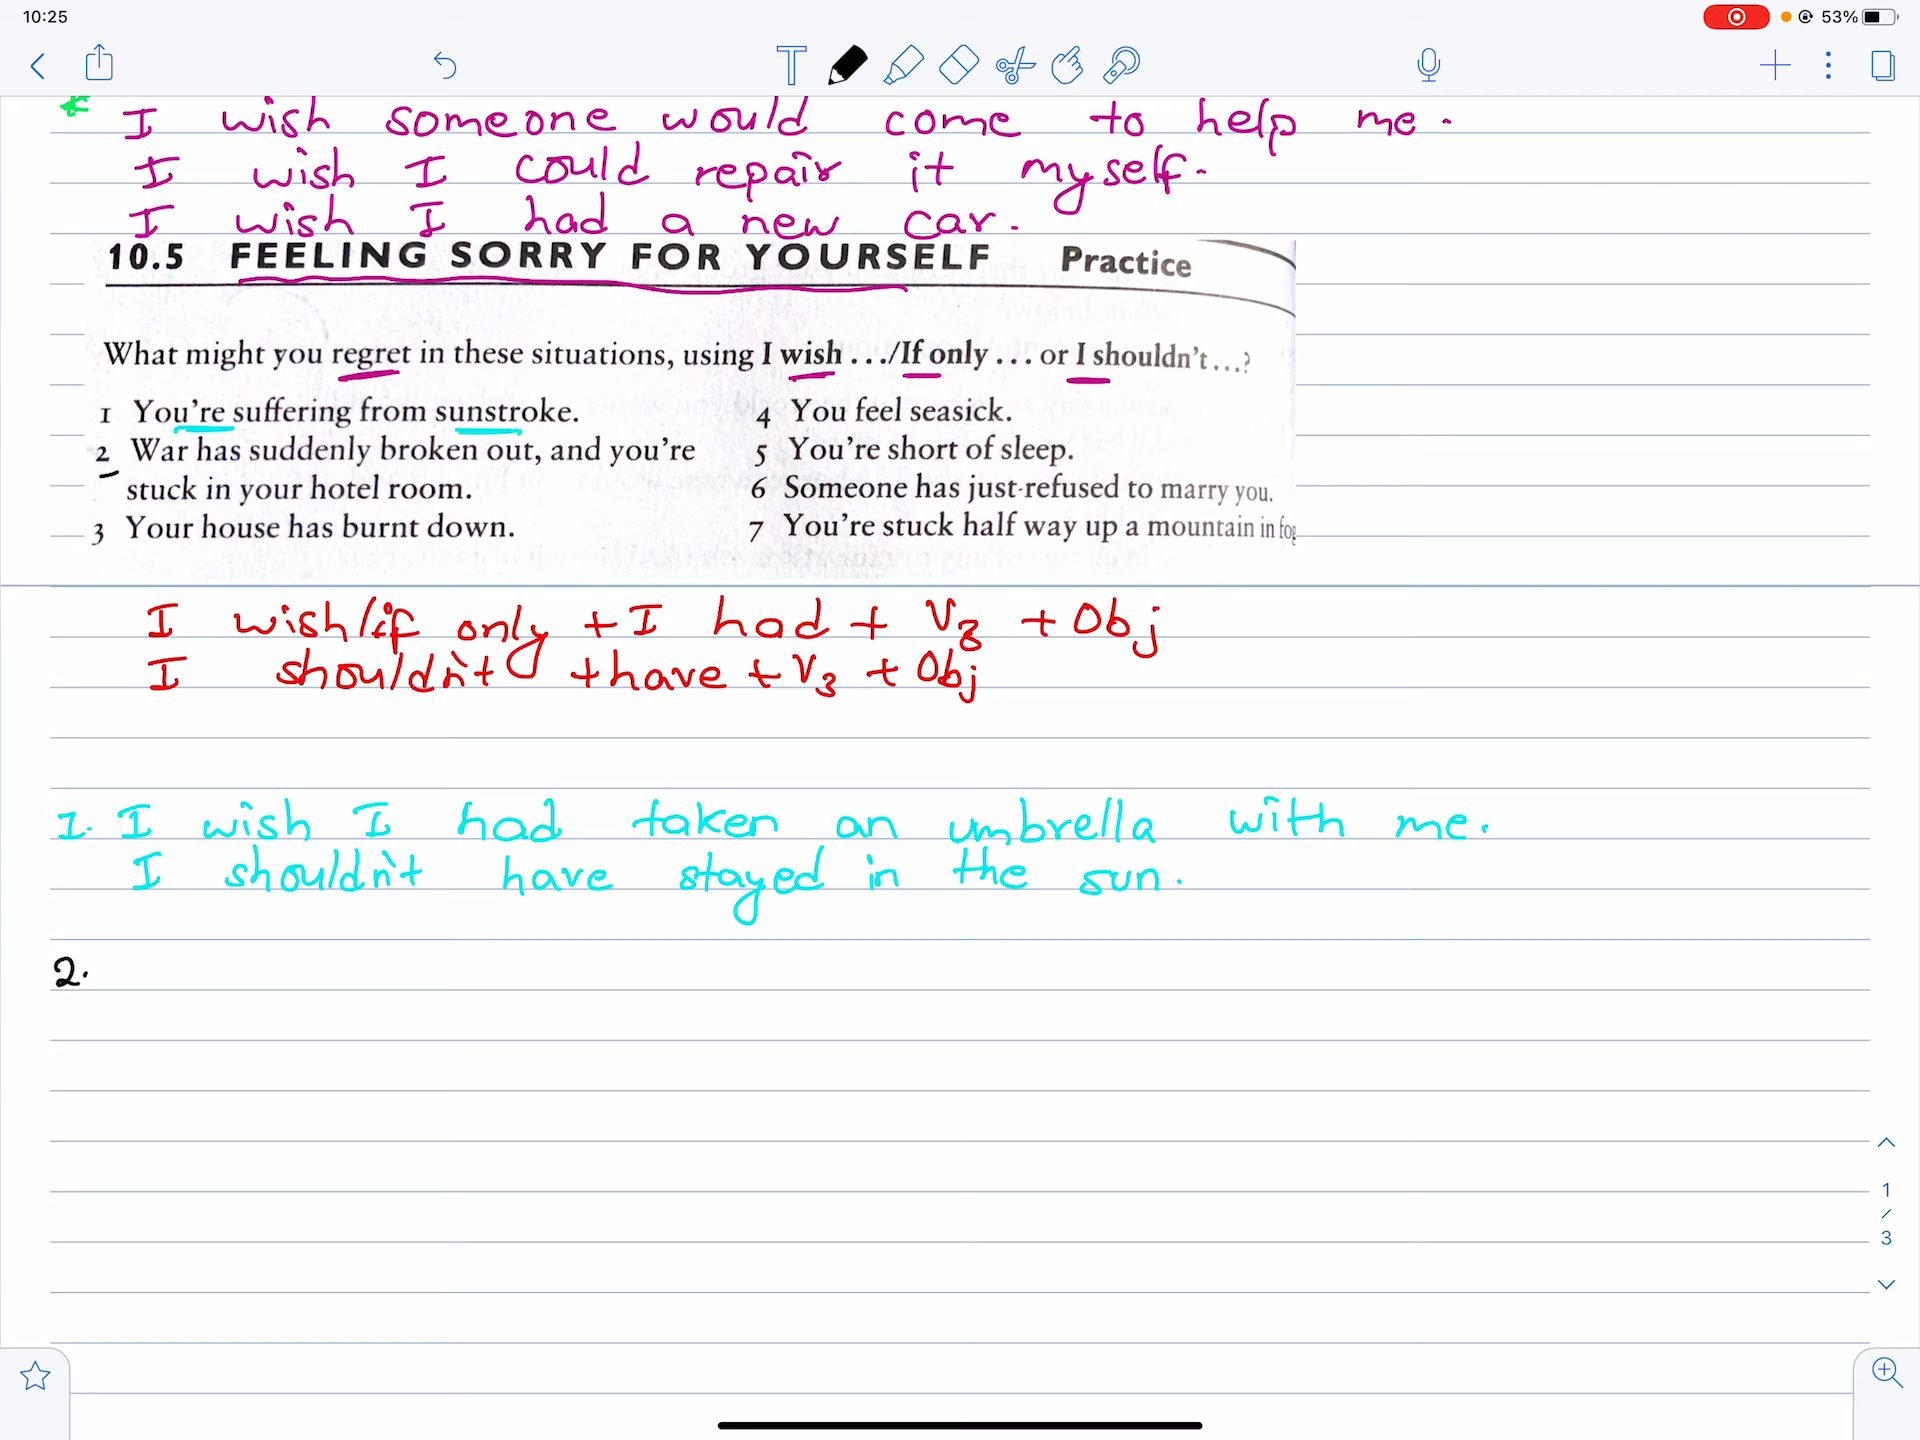 10:25
53%
I wish someone would come to help me.
I wish I could repair it myself.
I wish I had a new car.
10.5 FEELING SORRY FOR YOURSELF Practice
What might you regret in these situations, using I wish .../If only ... or I shouldn't ...?
1 You're suffering from sunstroke.
2 War has suddenly broken out, and you're
stuck in your hotel room.
3 Your house has burnt down.
4 You feel seasick.
5 You're short of sleep.
6 Someone has just refused to marry you.
7 You're stuck half way up a mountain in fog
I wish/if only + I had + V3 + Obj
I shouldn't + have + V3 + Obj
1. I wish I had taken an umbrella with me.
I shouldn't have stayed in the sun.
2.
1
/
3